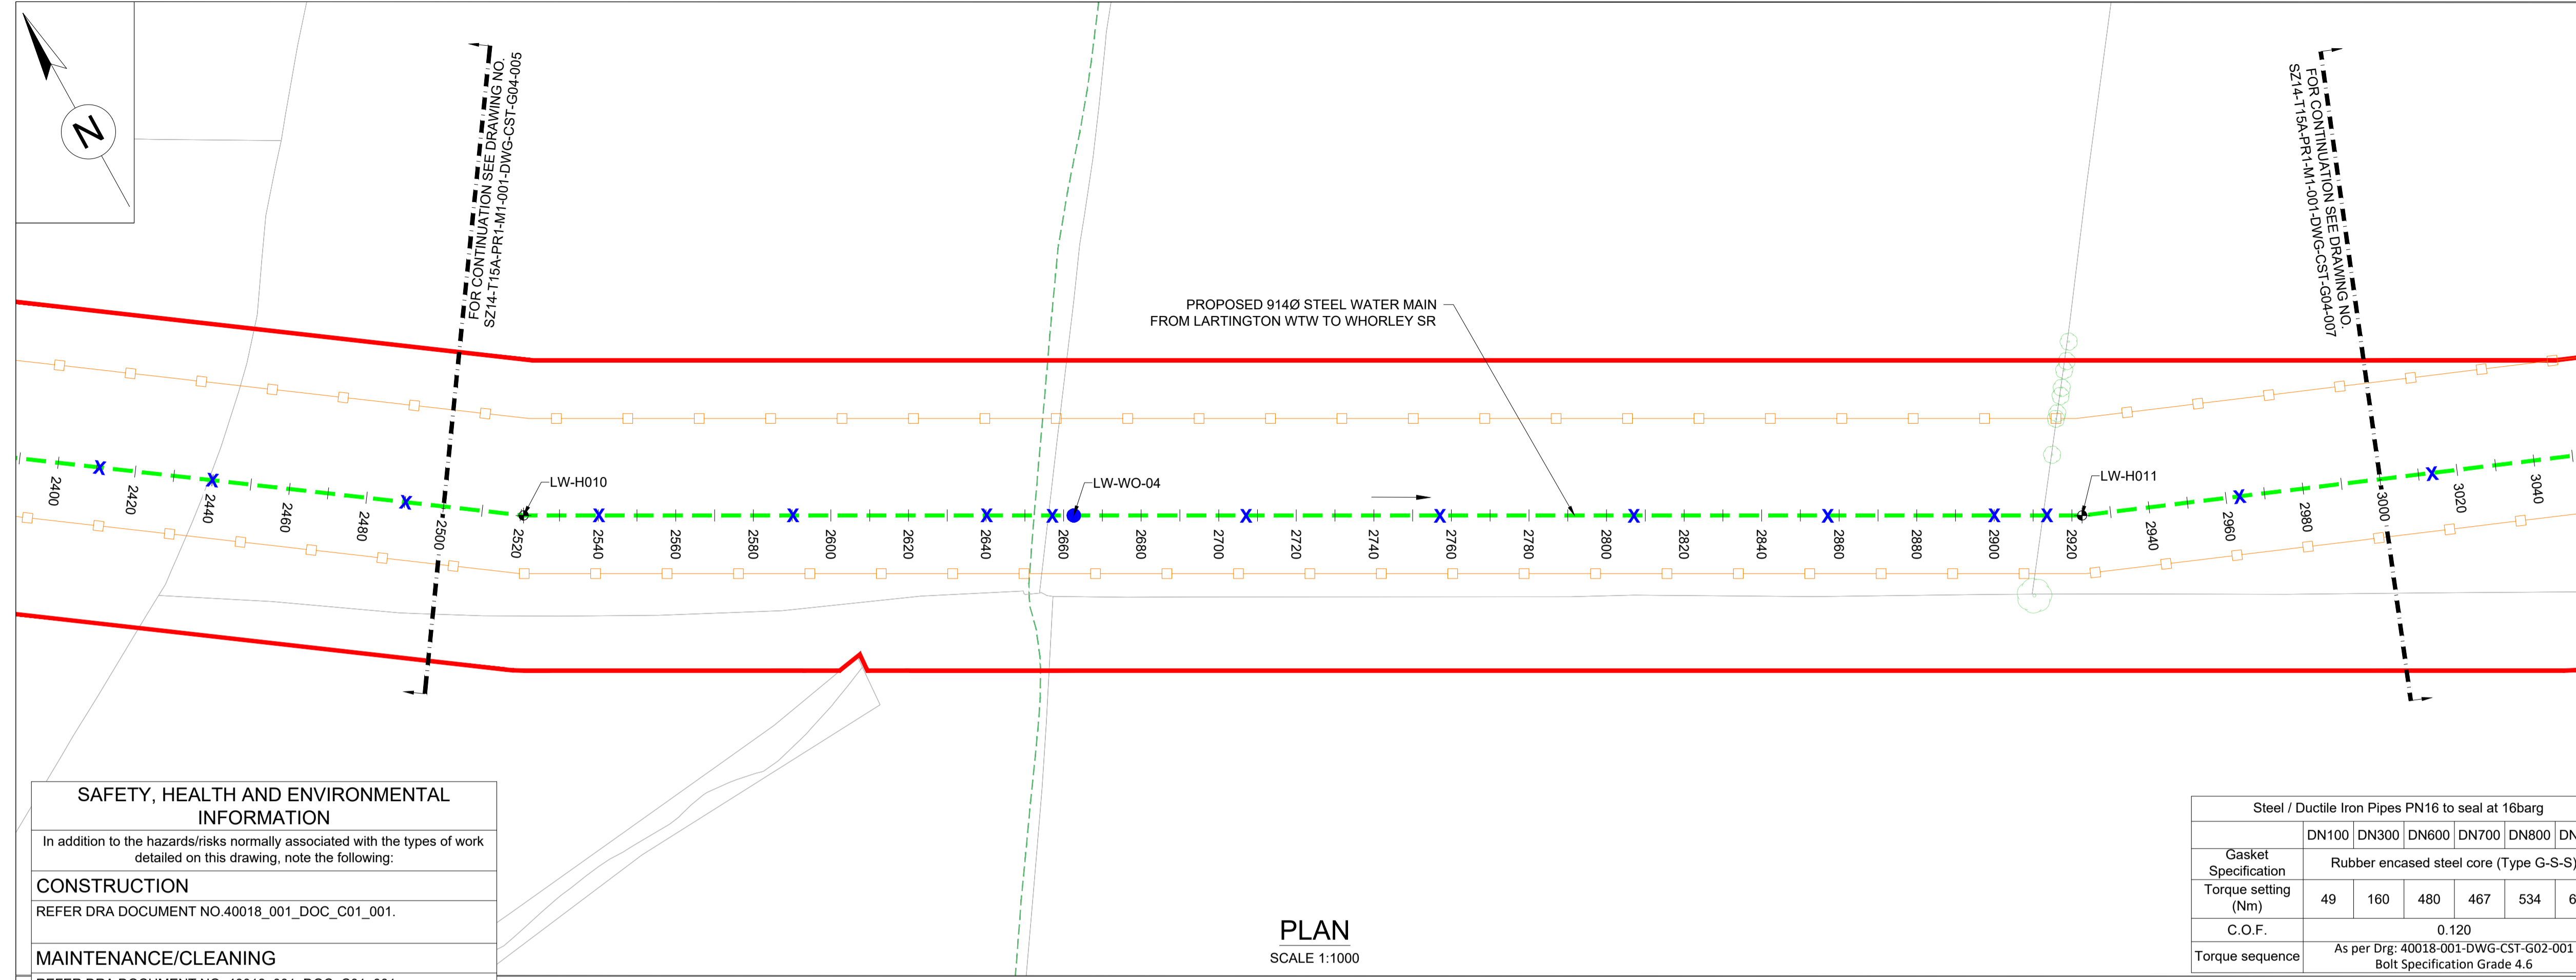 N
FOR CONTINUATION SEE DRAWING NO.
SZ14-T15A-PR1-M1-001-DWG-CST-G04-005
FOR CONTINUATION SEE DRAWING NO.
SZ14-T15A-PR1-M1-001-DWG-CST-G04-007
PROPOSED 914Ø STEEL WATER MAIN
FROM LARTINGTON WTW TO WHORLEY SR
LW-H010
LW-WO-04
LW-H011
X X X X X X X X X X X X X X X X
2400 2420 2440 2460 2480 2500 2520 2540 2560 2580 2600 2620 2640 2660 2680 2700 2720 2740 2760 2780 2800 2820 2840 2860 2880 2900 2920 2940 2960 2980 3000 3020 3040
SAFETY, HEALTH AND ENVIRONMENTAL
INFORMATION
In addition to the hazards/risks normally associated with the types of work
detailed on this drawing, note the following:
CONSTRUCTION
REFER DRA DOCUMENT NO.40018_001_DOC_C01_001.
MAINTENANCE/CLEANING
PLAN
SCALE 1:1000
Steel / Ductile Iron Pipes PN16 to seal at 16barg
DN100 DN300 DN600 DN700 DN800
Gasket
Specification
Rubber encased steel core (Type G-S-S)
Torque setting
(Nm)
49 160 480 467 534
C.O.F.
0.120
Torque sequence
As per Drg: 40018-001-DWG-CST-G02-001
Bolt Specification Grade 4.6